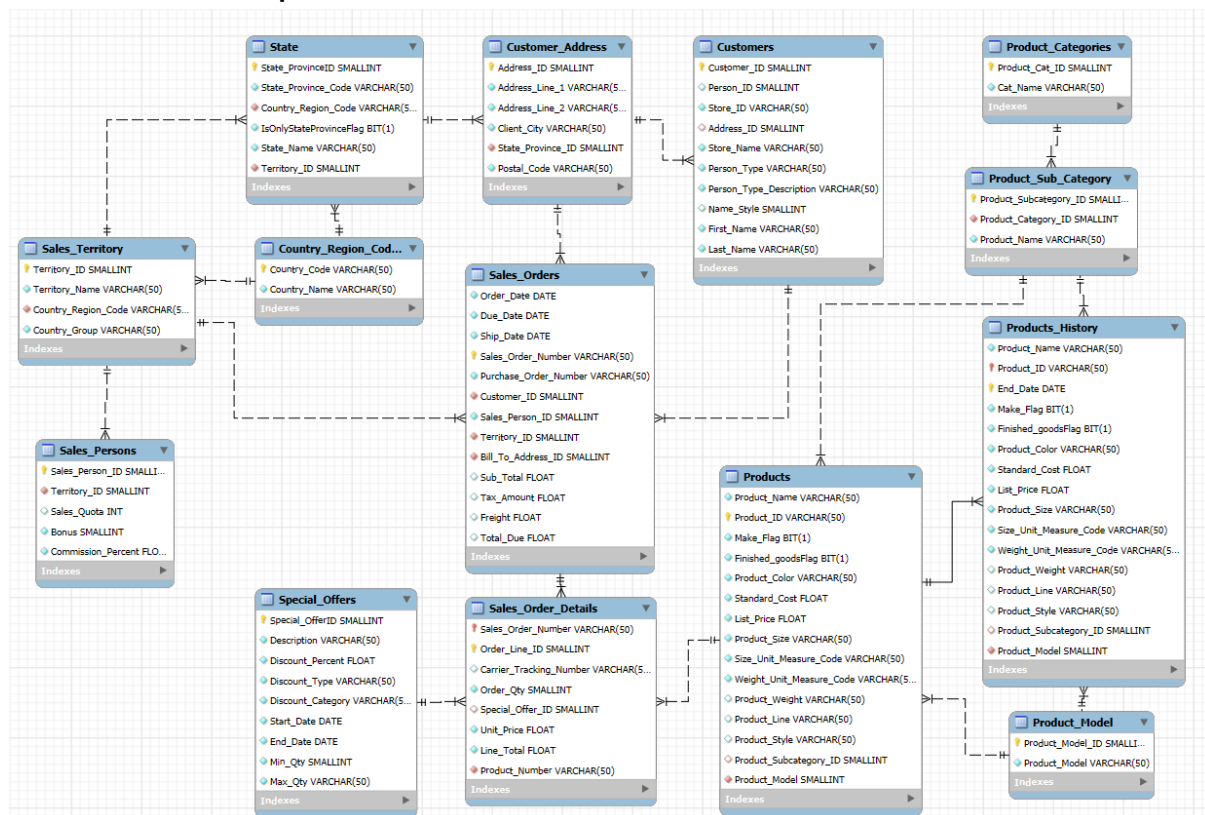 State
State_ProvinceID SMALLINT
State_Province_Code VARCHAR(50)
Country_Region_Code VARCHAR(5...
IsOnlyStateProvinceFlag BIT(1)
State_Name VARCHAR(50)
Territory_ID SMALLINT
Indexes
Customer_Address
Address_ID SMALLINT
Address_Line_1 VARCHAR(5...
Address_Line_2 VARCHAR(5...
Client_City VARCHAR(50)
State_Province_ID SMALLINT
Postal_Code VARCHAR(50)
Indexes
Customers
Customer_ID SMALLINT
Person_ID SMALLINT
Store_ID VARCHAR(50)
Address_ID SMALLINT
Store_Name VARCHAR(50)
Person_Type VARCHAR(50)
Person_Type_Description VARCHAR(50)
Name_Style SMALLINT
First_Name VARCHAR(50)
Last_Name VARCHAR(50)
Indexes
Product_Categories
Product_Cat_ID SMALLINT
Cat_Name VARCHAR(50)
Indexes
Product_Sub_Category
Product_Subcategory_ID SMALLI...
Product_Category_ID SMALLINT
Product_Name VARCHAR(50)
Indexes
Sales_Territory
Territory_ID SMALLINT
Territory_Name VARCHAR(50)
Country_Region_Code VARCHAR(5...
Country_Group VARCHAR(50)
Indexes
Country_Region_Cod...
Country_Code VARCHAR(50)
Country_Name VARCHAR(50)
Indexes
Sales_Orders
Order_Date DATE
Due_Date DATE
Ship_Date DATE
Sales_Order_Number VARCHAR(50)
Purchase_Order_Number VARCHAR(50)
Customer_ID SMALLINT
Sales_Person_ID SMALLINT
Territory_ID SMALLINT
Bill_To_Address_ID SMALLINT
Sub_Total FLOAT
Tax_Amount FLOAT
Freight FLOAT
Total_Due FLOAT
Indexes
Products_History
Product_Name VARCHAR(50)
Product_ID VARCHAR(50)
End_Date DATE
Make_Flag BIT(1)
Finished_goodsFlag BIT(1)
Product_Color VARCHAR(50)
Standard_Cost FLOAT
List_Price FLOAT
Product_Size VARCHAR(50)
Size_Unit_Measure_Code VARCHAR(50)
Weight_Unit_Measure_Code VARCHAR(5...
Product_Weight VARCHAR(50)
Product_Line VARCHAR(50)
Product_Style VARCHAR(50)
Product_Subcategory_ID SMALLINT
Product_Model SMALLINT
Indexes
Sales_Persons
Sales_Person_ID SMALLI...
Territory_ID SMALLINT
Sales_Quota INT
Bonus SMALLINT
Commission_Percent FLO...
Indexes
Products
Product_Name VARCHAR(50)
Product_ID VARCHAR(50)
Make_Flag BIT(1)
Finished_goodsFlag BIT(1)
Product_Color VARCHAR(50)
Standard_Cost FLOAT
List_Price FLOAT
Product_Size VARCHAR(50)
Size_Unit_Measure_Code VARCHAR(50)
Weight_Unit_Measure_Code VARCHAR(5...
Product_Weight VARCHAR(50)
Product_Line VARCHAR(50)
Product_Style VARCHAR(50)
Product_Subcategory_ID SMALLINT
Product_Model SMALLINT
Indexes
Special_Offers
Special_OfferID SMALLINT
Description VARCHAR(50)
Discount_Percent FLOAT
Discount_Type VARCHAR(50)
Discount_Category VARCHAR(5...
Start_Date DATE
End_Date DATE
Min_Qty SMALLINT
Max_Qty VARCHAR(50)
Indexes
Sales_Order_Details
Sales_Order_Number VARCHAR(50)
Order_Line_ID SMALLINT
Carrier_Tracking_Number VARCHAR(5...
Order_Qty SMALLINT
Special_Offer_ID SMALLINT
Unit_Price FLOAT
Line_Total FLOAT
Product_Number VARCHAR(50)
Indexes
Product_Model
Product_Model_ID SMALLI...
Product_Model VARCHAR(50)
Indexes